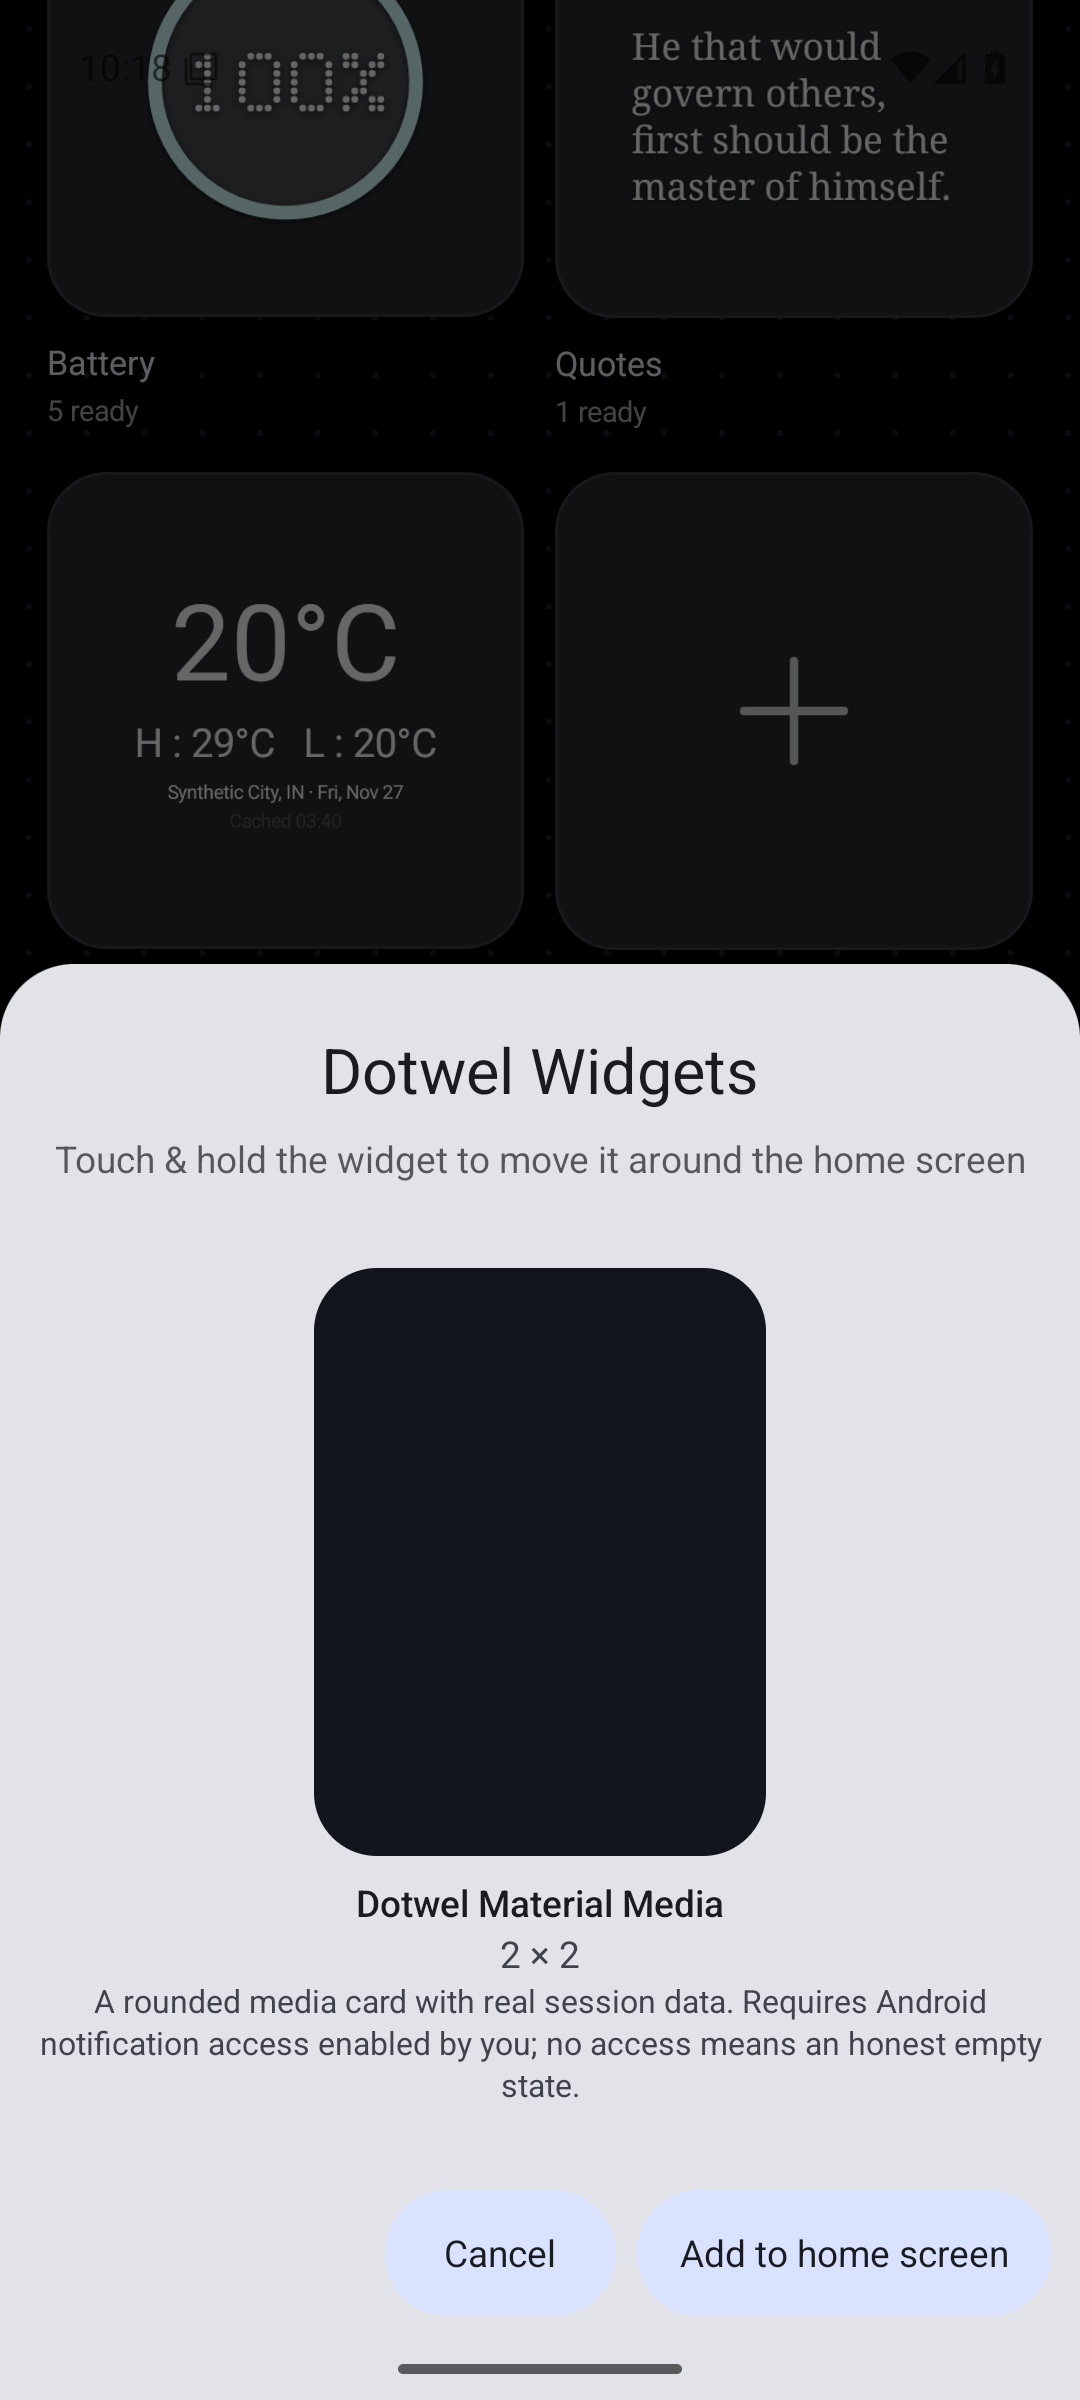 10:18
100%
He that would
govern others,
first should be the
master of himself.
Battery
5 ready
Quotes
1 ready
20°C
H : 29°C L : 20°C
Synthetic City, IN · Fri, Nov 27
Cached 03:40
Dotwel Widgets
Touch & hold the widget to move it around the home screen
Dotwel Material Media
2 × 2
A rounded media card with real session data. Requires Android
notification access enabled by you; no access means an honest empty
state.
Cancel
Add to home screen